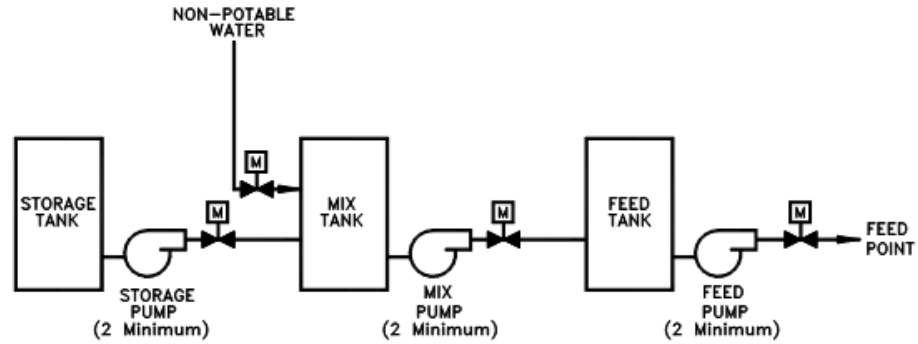 NON-POTABLE
WATER
M
STORAGE
TANK
M
MIX
TANK
M
FEED
TANK
M
FEED
POINT
STORAGE
PUMP
(2 Minimum)
MIX
PUMP
(2 Minimum)
FEED
PUMP
(2 Minimum)